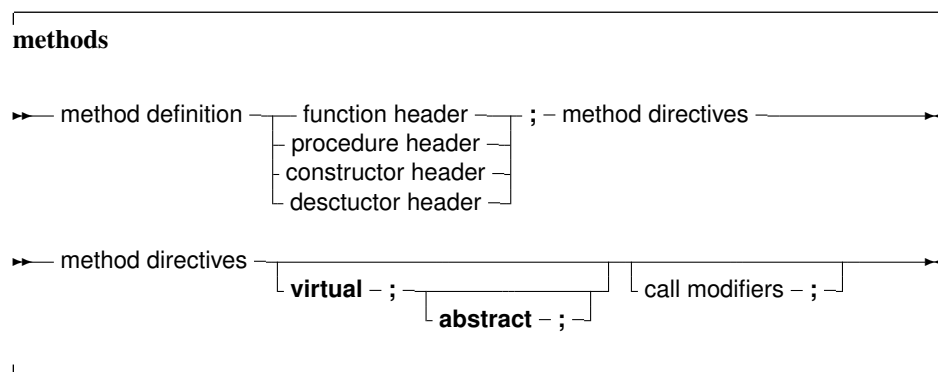 methods
method definition function header ; method directives
procedure header
constructor header
desctuctor header
method directives
virtual ; call modifiers ;
abstract ;